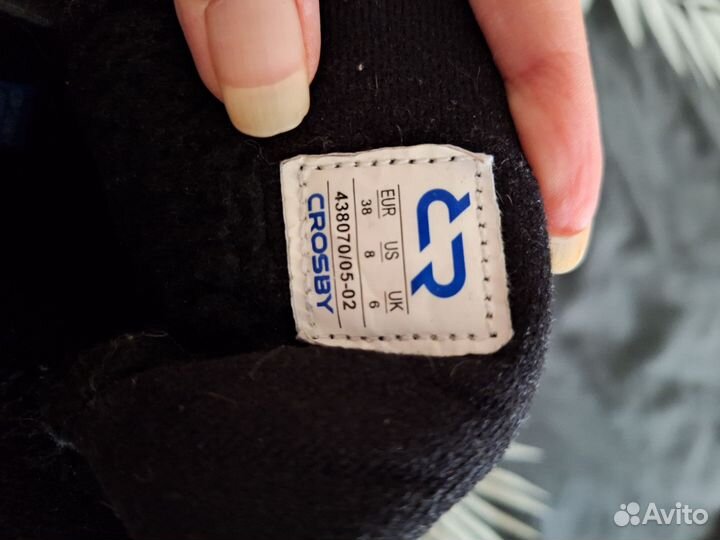 EUR US UK
38 8 6
438070/05-02
CROSBY
Avito